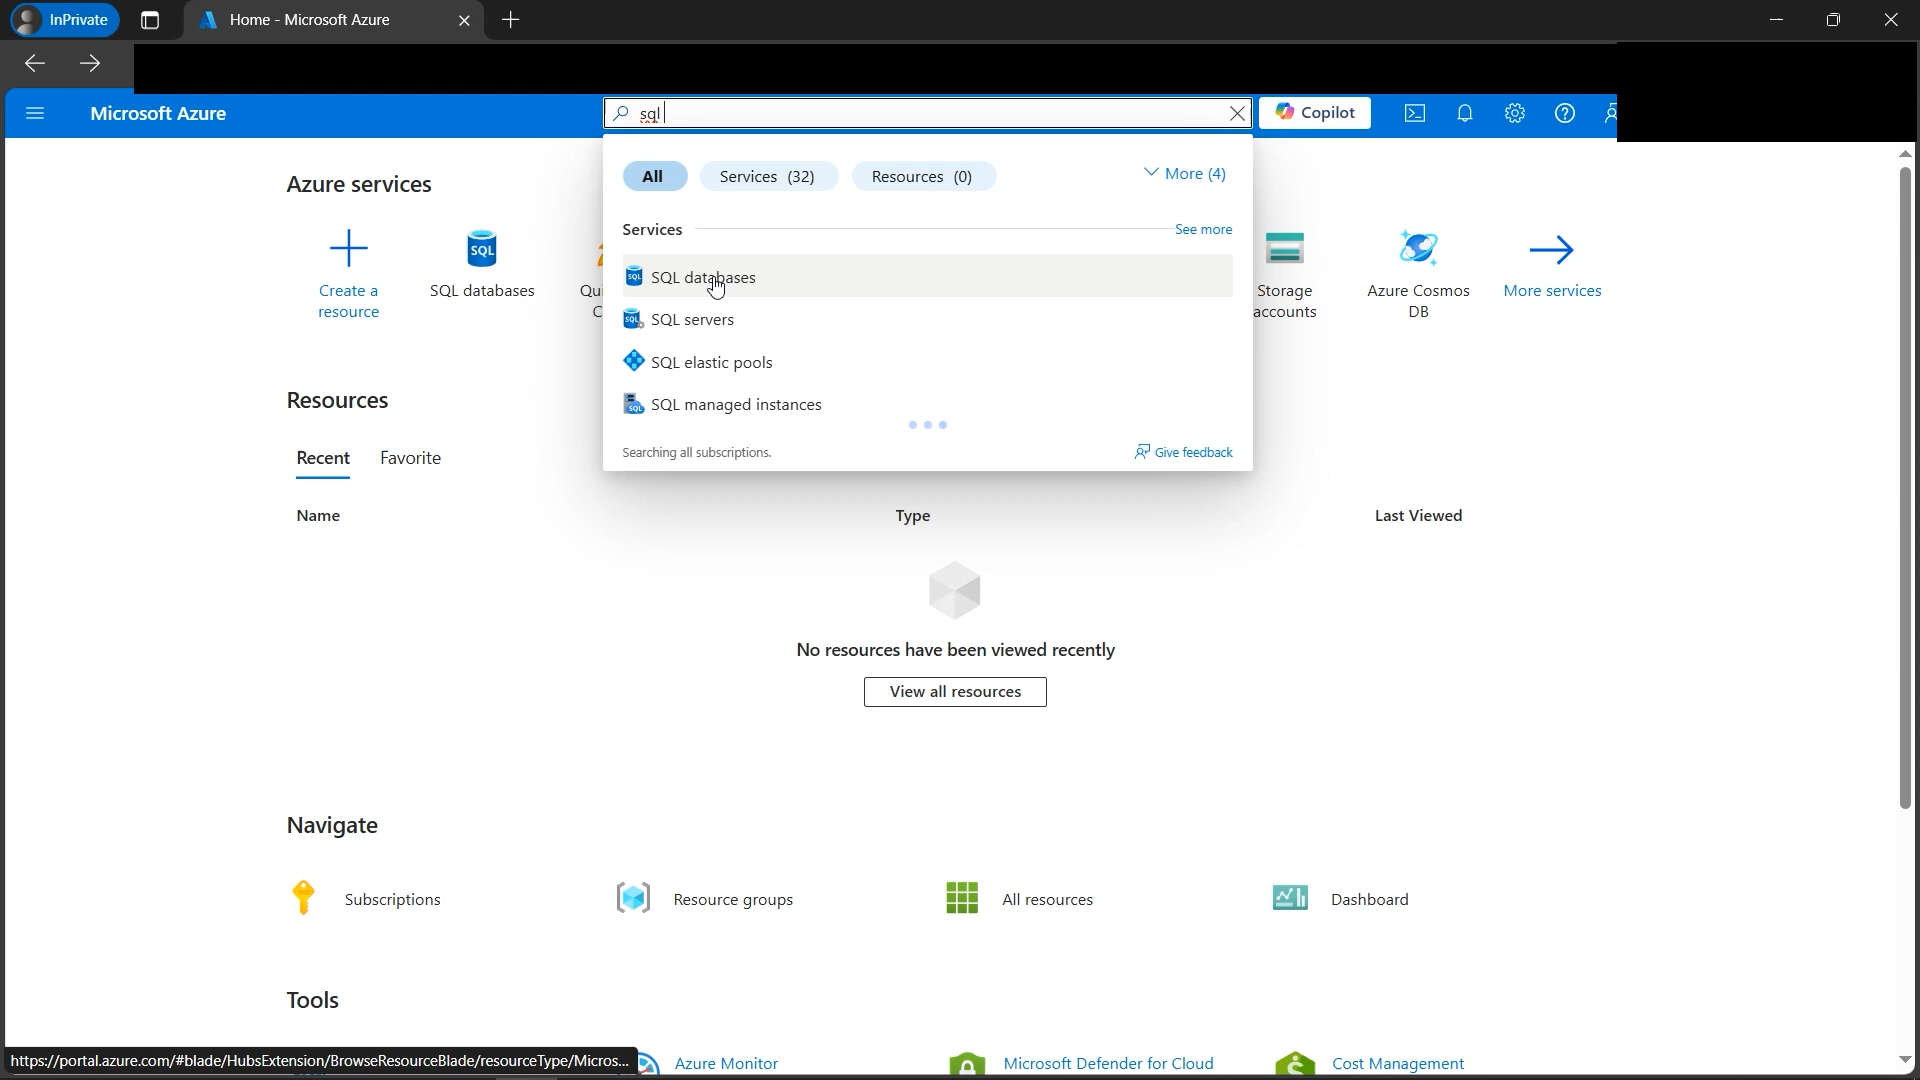 InPrivate
Home - Microsoft Azure
Microsoft Azure
sql
Copilot
All
Services (32)
Resources (0)
More (4)
Azure services
Services
See more
SQL
Create a
resource
SQL databases
Storage
accounts
Azure Cosmos
DB
More services
SQL databases
SQL servers
SQL elastic pools
SQL managed instances
Searching all subscriptions.
Give feedback
Resources
Recent
Favorite
Name
Type
Last Viewed
No resources have been viewed recently
View all resources
Navigate
Subscriptions
Resource groups
All resources
Dashboard
Tools
https://portal.azure.com/#blade/HubsExtension/BrowseResourceBlade/resourceType/Micros...
Azure Monitor
Microsoft Defender for Cloud
Cost Management